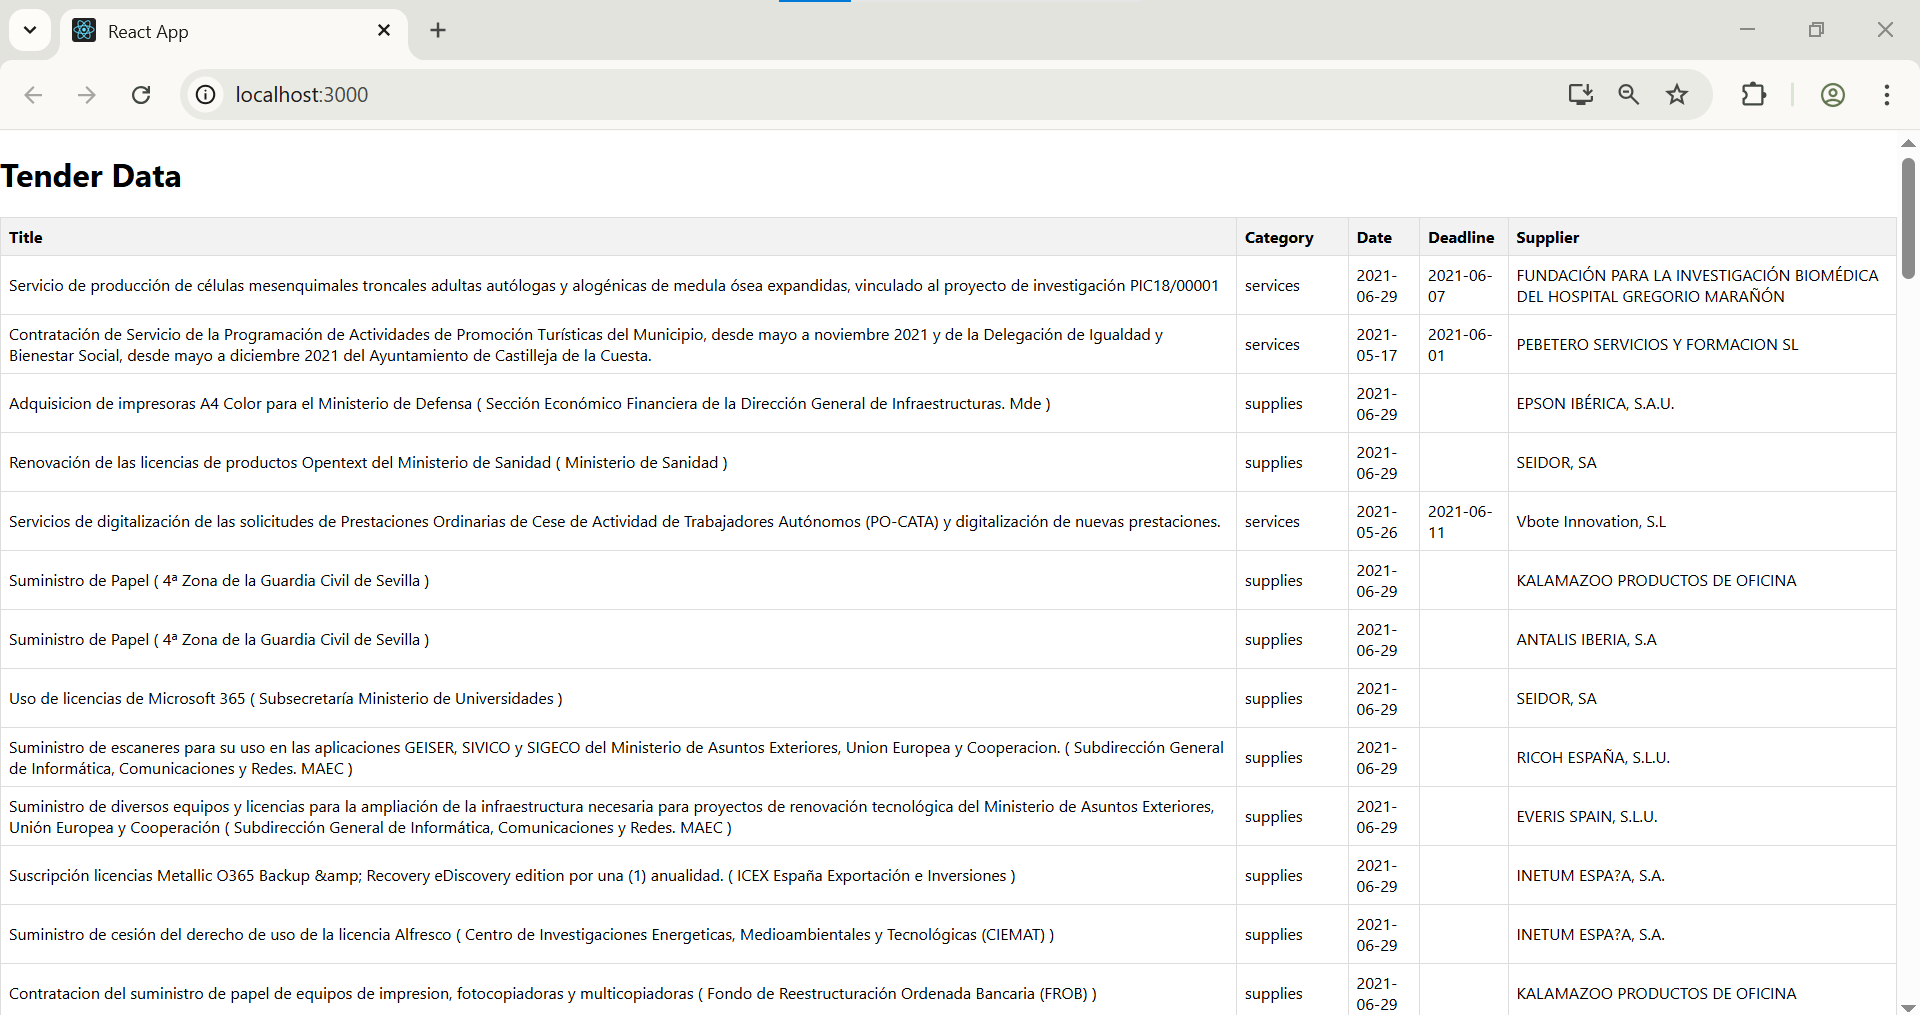 React App
localhost:3000
Tender Data
Title Category Date Deadline Supplier
Servicio de producción de células mesenquimales troncales adultas autólogas y alogénicas de medula ósea expandidas, vinculado al proyecto de investigación PIC18/00001 services 2021-06-29 2021-06-07 FUNDACIÓN PARA LA INVESTIGACIÓN BIOMÉDICA DEL HOSPITAL GREGORIO MARAÑÓN
Contratación de Servicio de la Programación de Actividades de Promoción Turísticas del Municipio, desde mayo a noviembre 2021 y de la Delegación de Igualdad y Bienestar Social, desde mayo a diciembre 2021 del Ayuntamiento de Castilleja de la Cuesta. services 2021-05-17 2021-06-01 PEBETERO SERVICIOS Y FORMACION SL
Adquisicion de impresoras A4 Color para el Ministerio de Defensa ( Sección Económico Financiera de la Dirección General de Infraestructuras. Mde ) supplies 2021-06-29 EPSON IBÉRICA, S.A.U.
Renovación de las licencias de productos Opentext del Ministerio de Sanidad ( Ministerio de Sanidad ) supplies 2021-06-29 SEIDOR, SA
Servicios de digitalización de las solicitudes de Prestaciones Ordinarias de Cese de Actividad de Trabajadores Autónomos (PO-CATA) y digitalización de nuevas prestaciones. services 2021-05-26 2021-06-11 Vbote Innovation, S.L
Suministro de Papel ( 4ª Zona de la Guardia Civil de Sevilla ) supplies 2021-06-29 KALAMAZOO PRODUCTOS DE OFICINA
Suministro de Papel ( 4ª Zona de la Guardia Civil de Sevilla ) supplies 2021-06-29 ANTALIS IBERIA, S.A
Uso de licencias de Microsoft 365 ( Subsecretaría Ministerio de Universidades ) supplies 2021-06-29 SEIDOR, SA
Suministro de escaneres para su uso en las aplicaciones GEISER, SIVICO y SIGECO del Ministerio de Asuntos Exteriores, Union Europea y Cooperacion. ( Subdirección General de Informática, Comunicaciones y Redes. MAEC ) supplies 2021-06-29 RICOH ESPAÑA, S.L.U.
Suministro de diversos equipos y licencias para la ampliación de la infraestructura necesaria para proyectos de renovación tecnológica del Ministerio de Asuntos Exteriores, Unión Europea y Cooperación ( Subdirección General de Informática, Comunicaciones y Redes. MAEC ) supplies 2021-06-29 EVERIS SPAIN, S.L.U.
Suscripción licencias Metallic O365 Backup &amp; Recovery eDiscovery edition por una (1) anualidad. ( ICEX España Exportación e Inversiones ) supplies 2021-06-29 INETUM ESPA?A, S.A.
Suministro de cesión del derecho de uso de la licencia Alfresco ( Centro de Investigaciones Energeticas, Medioambientales y Tecnológicas (CIEMAT) ) supplies 2021-06-29 INETUM ESPA?A, S.A.
Contratacion del suministro de papel de equipos de impresion, fotocopiadoras y multicopiadoras ( Fondo de Reestructuración Ordenada Bancaria (FROB) ) supplies 2021-06-29 KALAMAZOO PRODUCTOS DE OFICINA